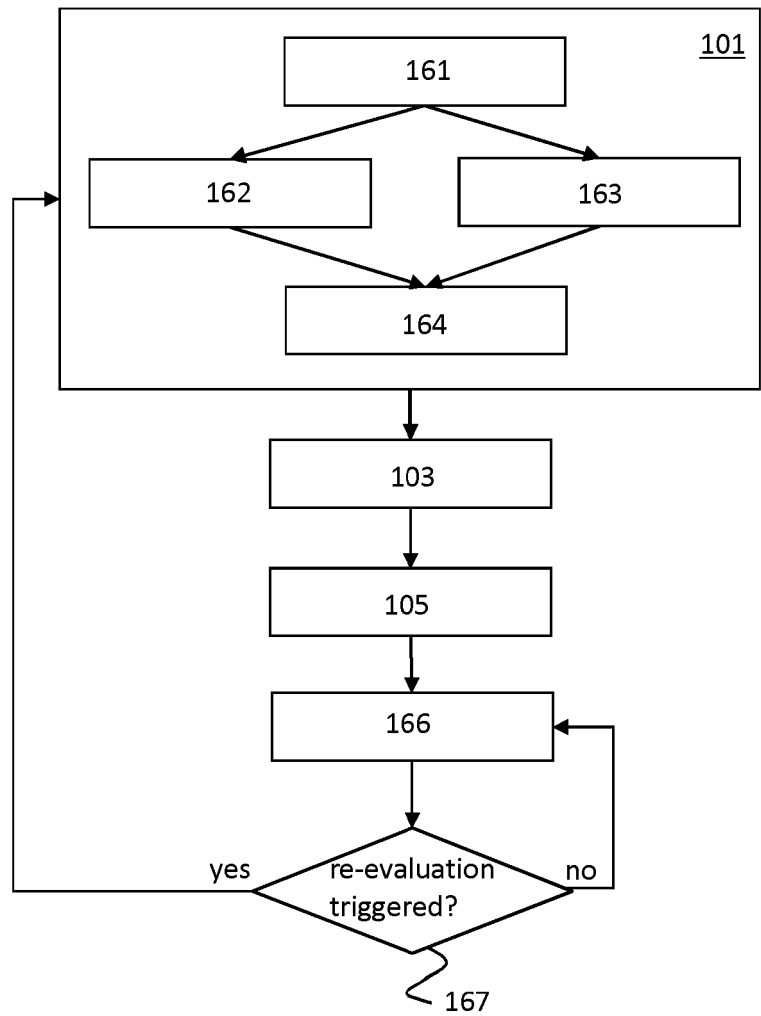 101
161
162
163
164
103
105
166
yes
re-evaluation
triggered?
no
167